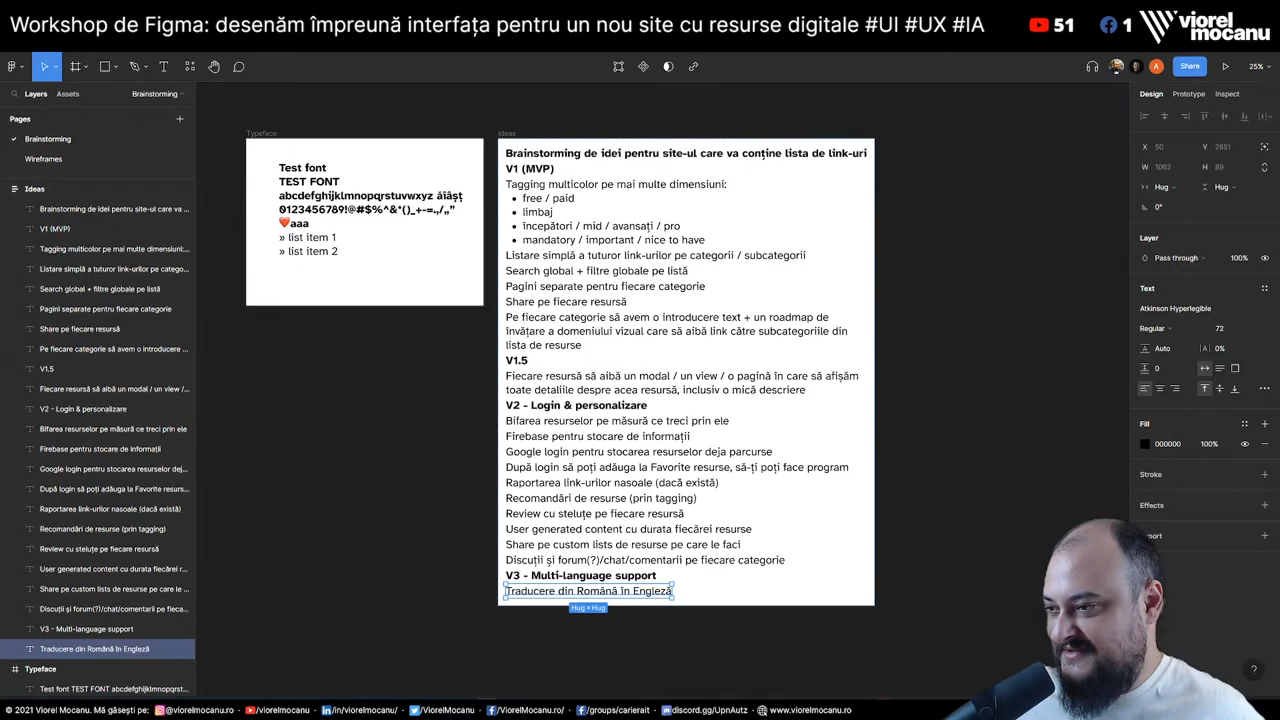 Workshop de Figma: desenăm împreună interfața pentru un nou site cu resurse digitale #UI #UX #IA
51
1
viorel
mocanu
A
Share
25%
Layers
Assets
Brainstorming
Pages
Brainstorming
Wireframes
Ideas
Brainstorming de idei pentru site-ul care va ...
V1 (MVP)
Tagging multicolor pe mai multe dimensiuni:...
Listare simplă a tuturor link-urilor pe catego...
Search global + filtre globale pe listă
Pagini separate pentru fiecare categorie
Share pe fiecare resursă
Pe fiecare categorie să avem o introducere ...
V1.5
Fiecare resursă să aibă un modal / un view /...
V2 - Login & personalizare
Bifarea resurselor pe măsură ce treci prin ele
Firebase pentru stocare de informații
Google login pentru stocarea resurselor dej...
După login să poți adăuga la Favorite resurs...
Raportarea link-urilor nasoale (dacă există)
Recomandări de resurse (prin tagging)
Review cu steluțe pe fiecare resursă
User generated content cu durata fiecărei r...
Share pe custom lists de resurse pe care le ...
Discuții și forum(?)/chat/comentarii pe fiec...
V3 - Multi-language support
Traducere din Română în Engleză
Typeface
Test font TEST FONT abcdefghijklmnopqrst...
Typeface
Test font
TEST FONT
abcdefghijklmnopqrstuvwxyz ăîâșț
0123456789!@#$%^&*()_+-=.,/„”
❤️aaa
» list item 1
» list item 2
Ideas
Brainstorming de idei pentru site-ul care va conține lista de link-uri
V1 (MVP)
Tagging multicolor pe mai multe dimensiuni:
• free / paid
• limbaj
• începători / mid / avansați / pro
• mandatory / important / nice to have
Listare simplă a tuturor link-urilor pe categorii / subcategorii
Search global + filtre globale pe listă
Pagini separate pentru fiecare categorie
Share pe fiecare resursă
Pe fiecare categorie să avem o introducere text + un roadmap de
învățare a domeniului vizual care să aibă link către subcategoriile din
lista de resurse
V1.5
Fiecare resursă să aibă un modal / un view / o pagină în care să afișăm
toate detaliile despre acea resursă, inclusiv o mică descriere
V2 - Login & personalizare
Bifarea resurselor pe măsură ce treci prin ele
Firebase pentru stocare de informații
Google login pentru stocarea resurselor deja parcurse
După login să poți adăuga la Favorite resurse, să-ți poți face program
Raportarea link-urilor nasoale (dacă există)
Recomandări de resurse (prin tagging)
Review cu steluțe pe fiecare resursă
User generated content cu durata fiecărei resurse
Share pe custom lists de resurse pe care le faci
Discuții și forum(?)/chat/comentarii pe fiecare categorie
V3 - Multi-language support
Traducere din Română în Engleză
Hug × Hug
Design
Prototype
Inspect
X 50
Y 2851
W 1062
H 89
Hug
Hug
Layer
Pass through
100%
Text
Atkinson Hyperlegible
Regular
72
Auto
0%
0
Auto
Fill
000000
100%
Stroke
Effects
Export
?
© 2021 Viorel Mocanu. Mă găsești pe:
@viorelmocanu.ro
/viorelmocanu
/in/viorelmocanu/
/ViorelMocanu
/ViorelMocanu.ro/
/groups/carierait
discord.gg/UpnAutz
www.viorelmocanu.ro